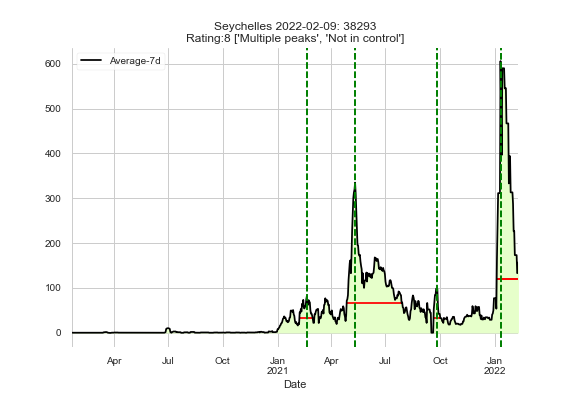 Seychelles 2022-02-09: 38293
Rating:8 ['Multiple peaks', 'Not in control']
Average-7d
600
500
400
300
200
100
0
Apr Jul Oct Jan Apr Jul Oct Jan
2021 2022
Date